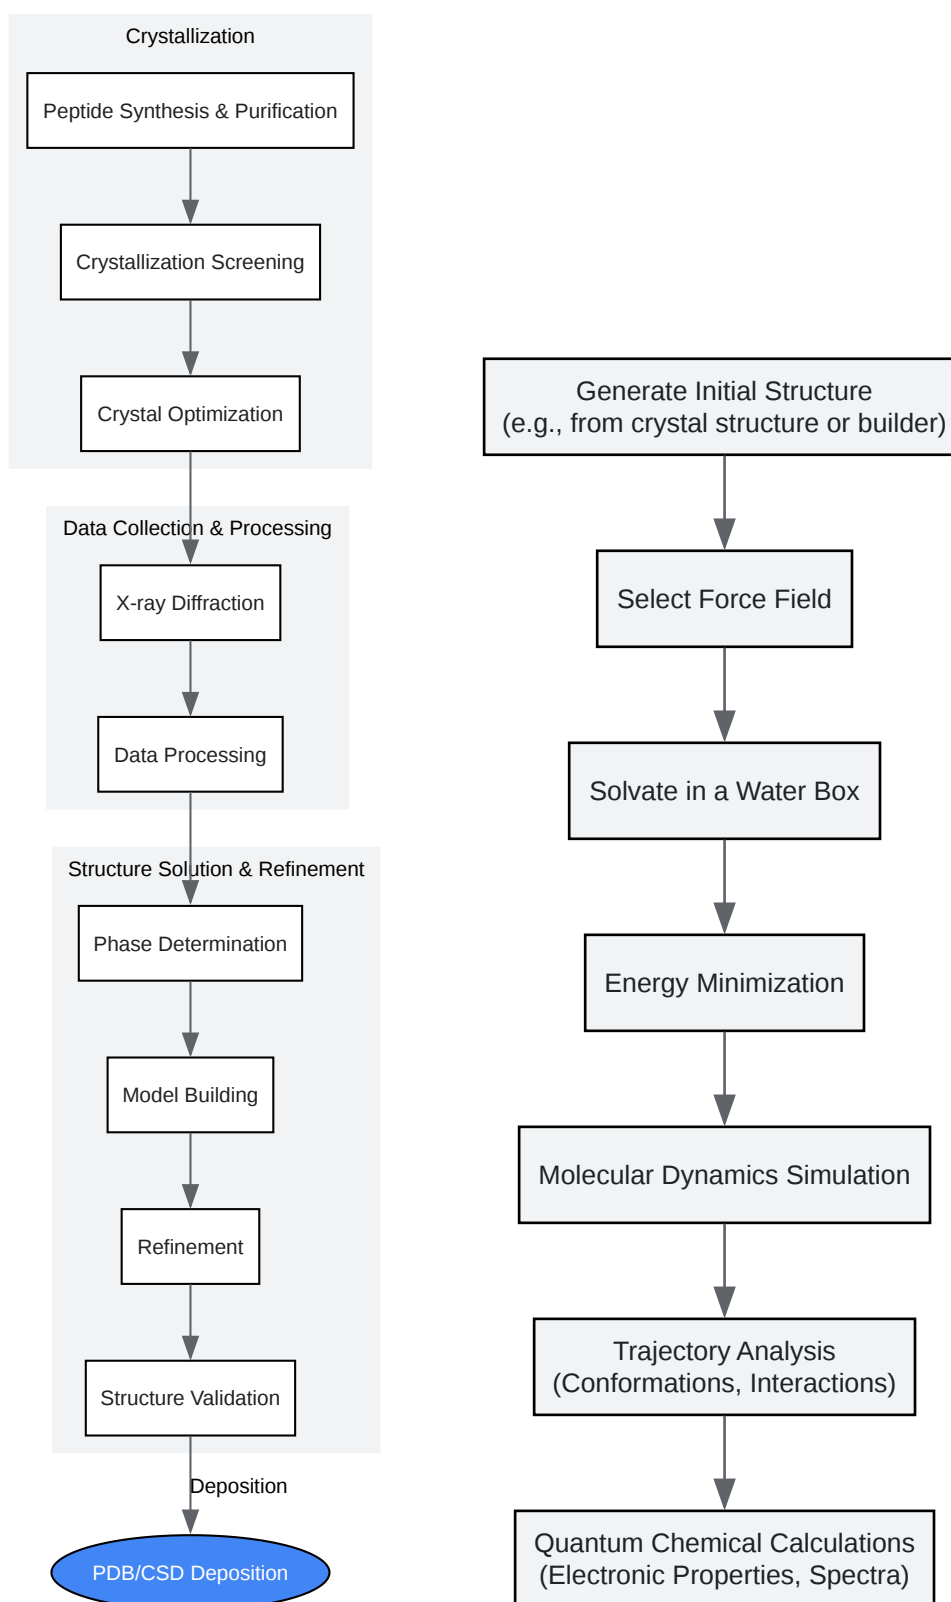 Crystallization
Peptide Synthesis & Purification
Crystallization Screening
Crystal Optimization
Data Collection & Processing
X-ray Diffraction
Data Processing
Structure Solution & Refinement
Phase Determination
Model Building
Refinement
Structure Validation
Deposition
PDB/CSD Deposition
Generate Initial Structure
(e.g., from crystal structure or builder)
Select Force Field
Solvate in a Water Box
Energy Minimization
Molecular Dynamics Simulation
Trajectory Analysis
(Conformations, Interactions)
Quantum Chemical Calculations
(Electronic Properties, Spectra)